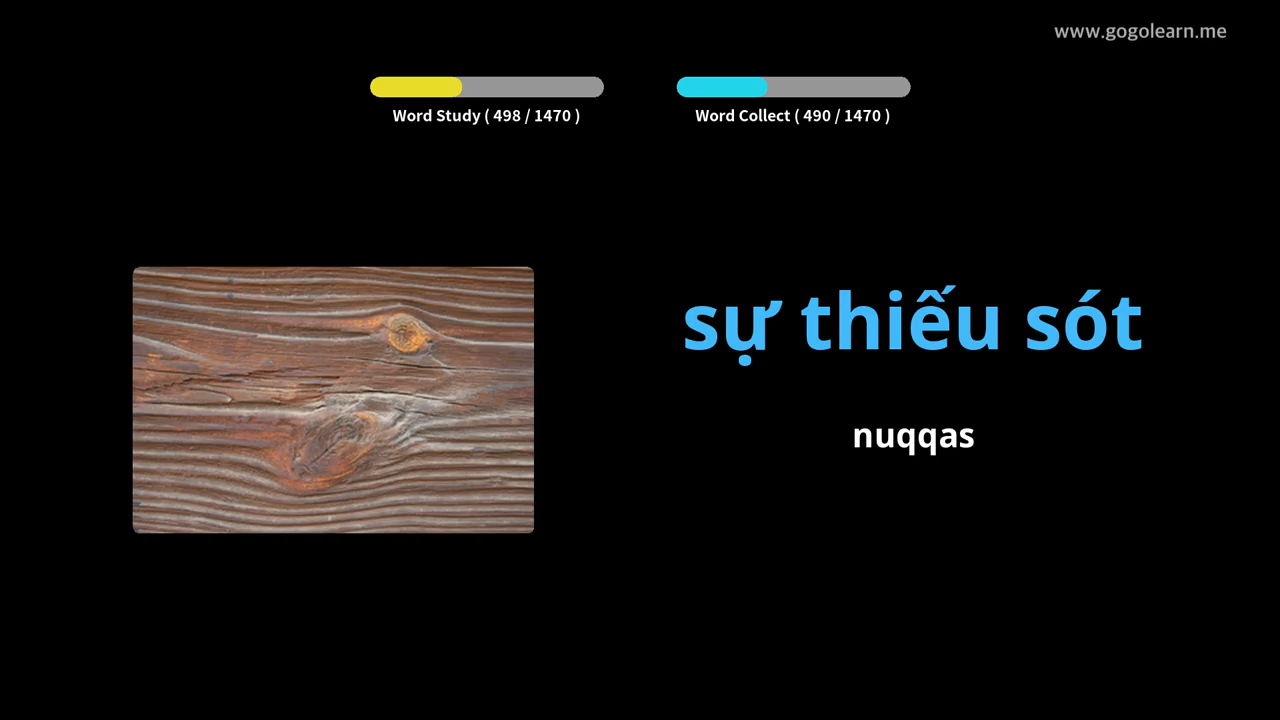 www.gogolearn.me
Word Study ( 498 / 1470 )
Word Collect ( 490 / 1470 )
sự thiếu sót
nuqqas